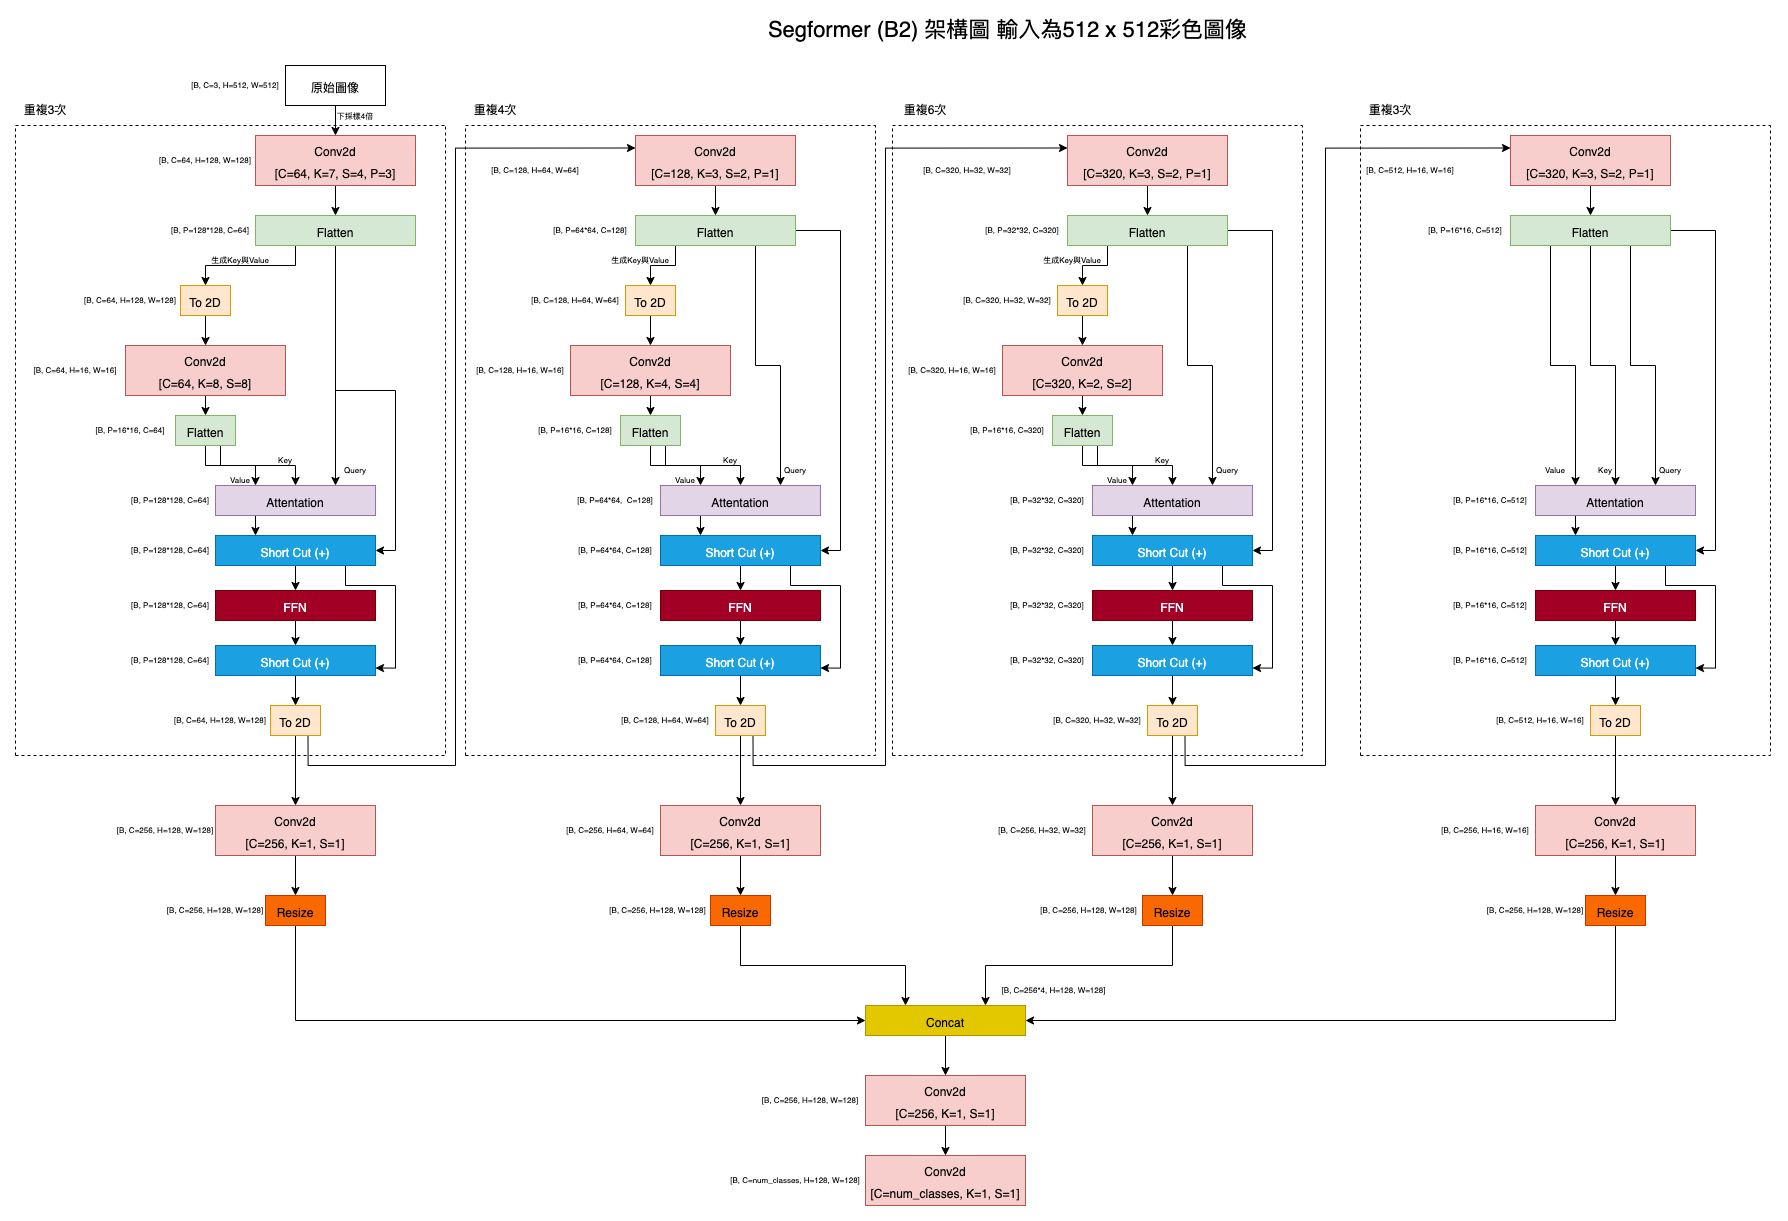 Segformer (B2) 架構圖 輸入為512 x 512彩色圖像
[B, C=3, H=512, W=512]
原始圖像
下採樣4倍
重複3次
[B, C=64, H=128, W=128]
Conv2d
[C=64, K=7, S=4, P=3]
[B, P=128*128, C=64]
Flatten
生成Key與Value
[B, C=64, H=128, W=128]
To 2D
[B, C=64, H=16, W=16]
Conv2d
[C=64, K=8, S=8]
[B, P=16*16, C=64]
Flatten
Key
Value
Query
[B, P=128*128, C=64]
Attentation
[B, P=128*128, C=64]
Short Cut (+)
[B, P=128*128, C=64]
FFN
[B, P=128*128, C=64]
Short Cut (+)
[B, C=64, H=128, W=128]
To 2D
[B, C=256, H=128, W=128]
Conv2d
[C=256, K=1, S=1]
[B, C=256, H=128, W=128]
Resize
重複4次
[B, C=128, H=64, W=64]
Conv2d
[C=128, K=3, S=2, P=1]
[B, P=64*64, C=128]
Flatten
生成Key與Value
[B, C=128, H=64, W=64]
To 2D
[B, C=128, H=16, W=16]
Conv2d
[C=128, K=4, S=4]
[B, P=16*16, C=128]
Flatten
Key
Value
Query
[B, P=64*64, C=128]
Attentation
[B, P=64*64, C=128]
Short Cut (+)
[B, P=64*64, C=128]
FFN
[B, P=64*64, C=128]
Short Cut (+)
[B, C=128, H=64, W=64]
To 2D
[B, C=256, H=64, W=64]
Conv2d
[C=256, K=1, S=1]
[B, C=256, H=128, W=128]
Resize
重複6次
[B, C=320, H=32, W=32]
Conv2d
[C=320, K=3, S=2, P=1]
[B, P=32*32, C=320]
Flatten
生成Key與Value
[B, C=320, H=32, W=32]
To 2D
[B, C=320, H=16, W=16]
Conv2d
[C=320, K=2, S=2]
[B, P=16*16, C=320]
Flatten
Key
Value
Query
[B, P=32*32, C=320]
Attentation
[B, P=32*32, C=320]
Short Cut (+)
[B, P=32*32, C=320]
FFN
[B, P=32*32, C=320]
Short Cut (+)
[B, C=320, H=32, W=32]
To 2D
[B, C=256, H=32, W=32]
Conv2d
[C=256, K=1, S=1]
[B, C=256, H=128, W=128]
Resize
重複3次
[B, C=512, H=16, W=16]
Conv2d
[C=320, K=3, S=2, P=1]
[B, P=16*16, C=512]
Flatten
Value
Key
Query
[B, P=16*16, C=512]
Attentation
[B, P=16*16, C=512]
Short Cut (+)
[B, P=16*16, C=512]
FFN
[B, P=16*16, C=512]
Short Cut (+)
[B, C=512, H=16, W=16]
To 2D
[B, C=256, H=16, W=16]
Conv2d
[C=256, K=1, S=1]
[B, C=256, H=128, W=128]
Resize
[B, C=256*4, H=128, W=128]
Concat
[B, C=256, H=128, W=128]
Conv2d
[C=256, K=1, S=1]
[B, C=num_classes, H=128, W=128]
Conv2d
[C=num_classes, K=1, S=1]